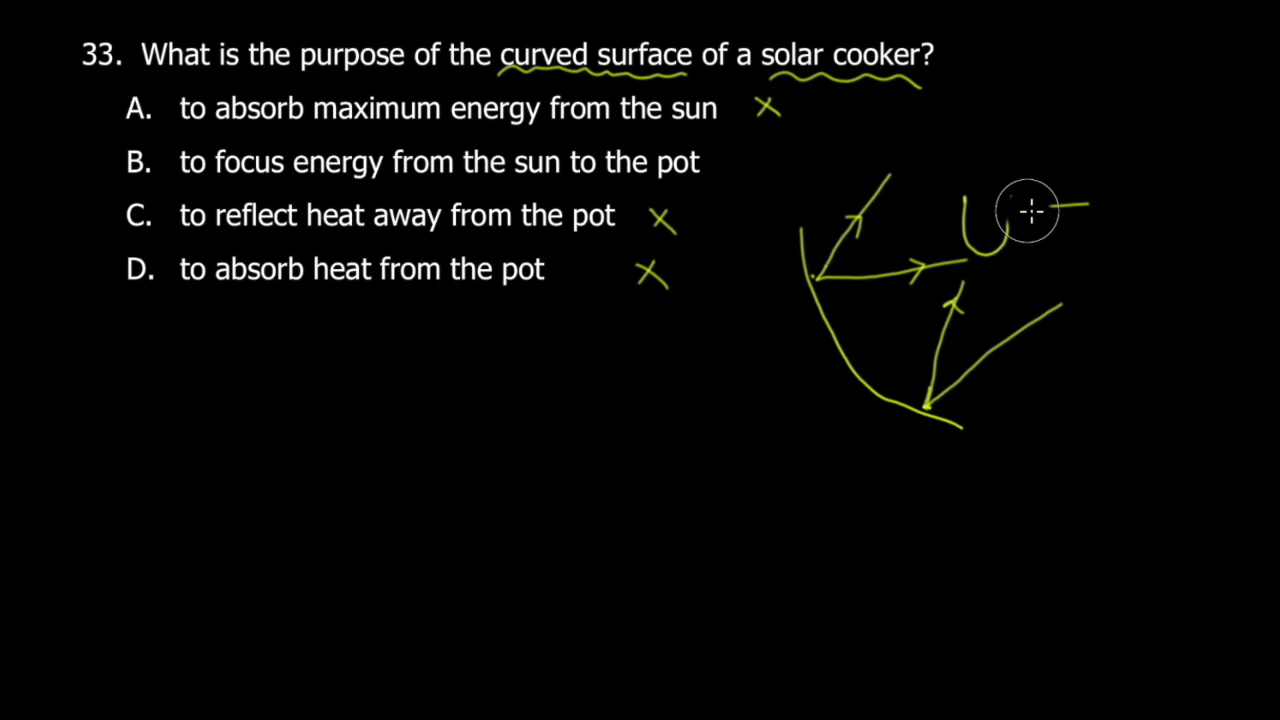 33. What is the purpose of the curved surface of a solar cooker?
A. to absorb maximum energy from the sun
B. to focus energy from the sun to the pot
C. to reflect heat away from the pot
D. to absorb heat from the pot